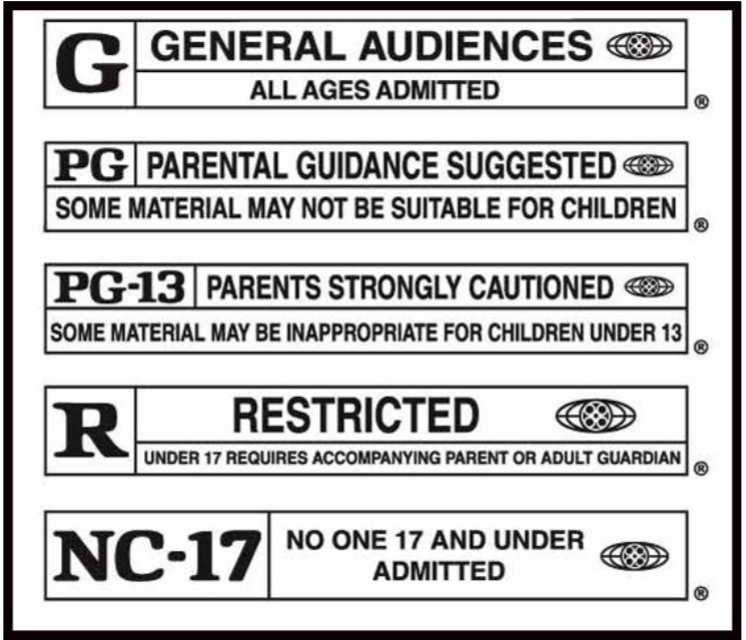 G GENERAL AUDIENCES
ALL AGES ADMITTED
®
PG PARENTAL GUIDANCE SUGGESTED
SOME MATERIAL MAY NOT BE SUITABLE FOR CHILDREN
®
PG-13 PARENTS STRONGLY CAUTIONED
SOME MATERIAL MAY BE INAPPROPRIATE FOR CHILDREN UNDER 13
®
R RESTRICTED
UNDER 17 REQUIRES ACCOMPANYING PARENT OR ADULT GUARDIAN
®
NC-17 NO ONE 17 AND UNDER
ADMITTED
®